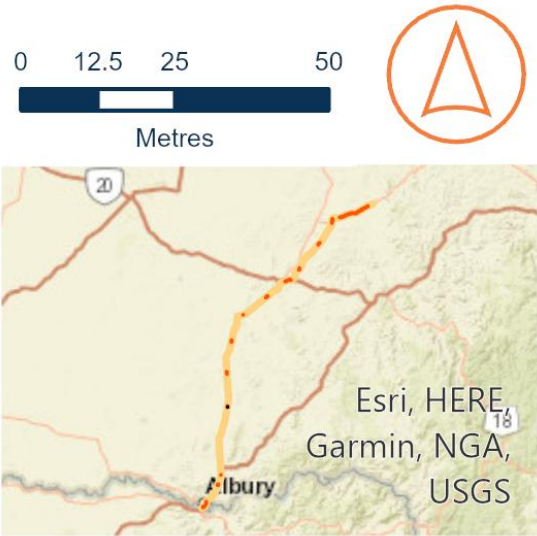 0 12.5 25 50
Metres
20
Esri, HERE,
18
Garmin, NGA,
USGS
Albury